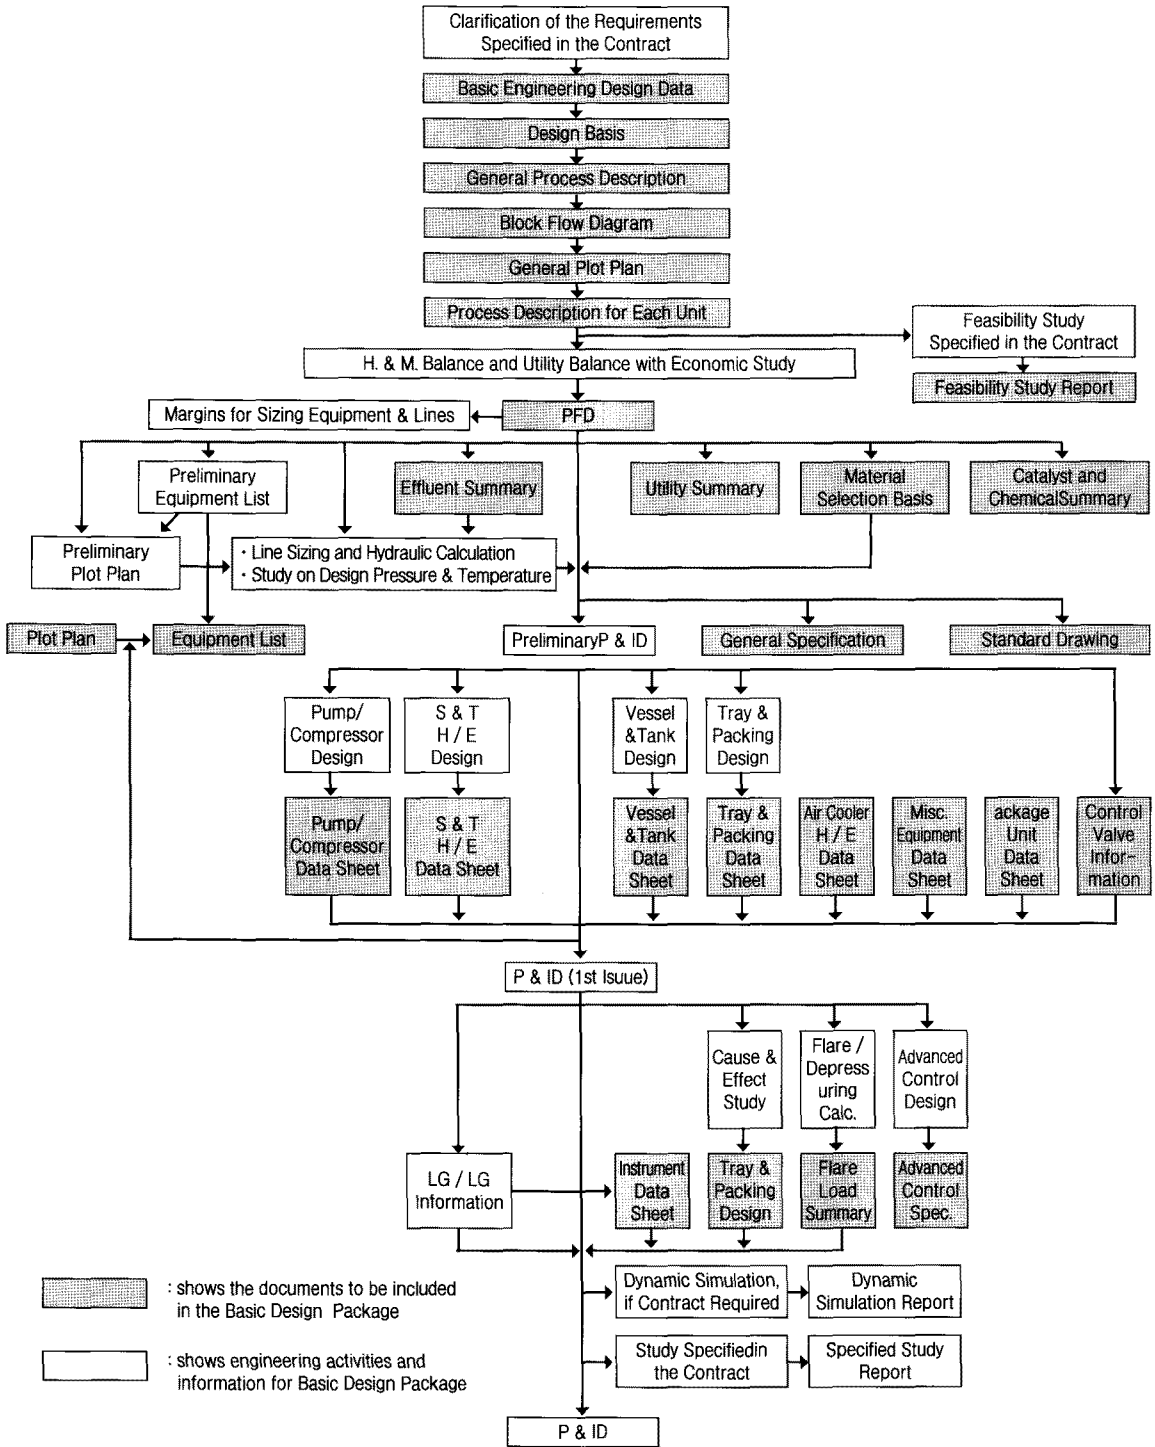 Clarification of the Requirements
Specified in the Contract
Basic Engineering Design Data
Design Basis
General Process Description
Block Flow Diagram
General Plot Plan
Process Description for Each Unit
Feasibility Study
Specified in the Contract
H. & M. Balance and Utility Balance with Economic Study
Feasibility Study Report
Margins for Sizing Equipment & Lines
PFD
Preliminary
Equipment List
Effluent Summary
Utility Summary
Material
Selection Basis
Catalyst and
ChemicalSummary
Preliminary
Plot Plan
· Line Sizing and Hydraulic Calculation
· Study on Design Pressure & Temperature
Plot Plan
Equipment List
PreliminaryP & ID
General Specification
Standard Drawing
Pump/
Compressor
Design
S & T
H / E
Design
Vessel
&Tank
Design
Tray &
Packing
Design
Pump/
Compressor
Data Sheet
S & T
H / E
Data Sheet
Vessel
&Tank
Data
Sheet
Tray &
Packing
Data
Sheet
Air Cooler
H / E
Data
Sheet
Misc.
Equipment
Data
Sheet
ackage
Unit
Data
Sheet
Control
Valve
Infor-
mation
P & ID (1st Isuue)
Cause &
Effect
Study
Flare /
Depress
uring
Calc.
Advanced
Control
Design
LG / LG
Information
Instrument
Data
Sheet
Tray &
Packing
Design
Flare
Load
Summary
Advanced
Control
Spec.
: shows the documents to be included
in the Basic Design Package
Dynamic Simulation,
if Contract Required
Dynamic
Simulation Report
: shows engineering activities and
information for Basic Design Package
Study Specifiedin
the Contract
Specified Study
Report
P & ID